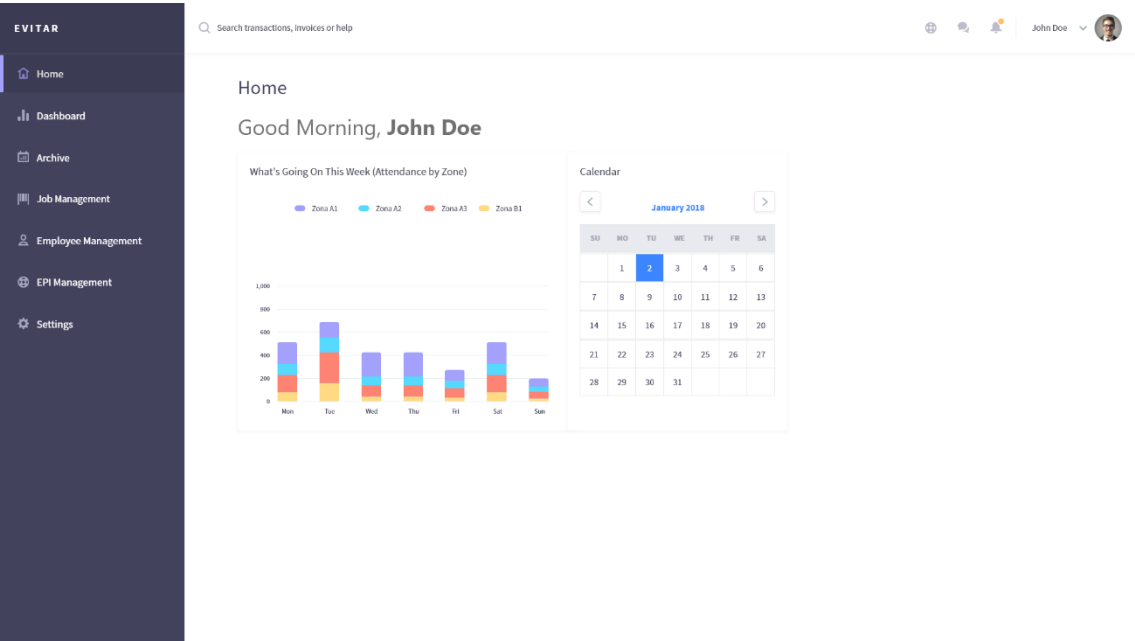 EVITAR
Search transactions, invoices or help
John Doe
Home
Dashboard
Archive
Job Management
Employee Management
EPI Management
Settings
Home
Good Morning, John Doe
What's Going On This Week (Attendance by Zone)
Zona A1 Zona A2 Zona A3 Zona B1
1,000
800
600
400
200
0
Mon Tue Wed Thu Fri Sat Sun
Calendar
January 2018
SU MO TU WE TH FR SA
1 2 3 4 5 6
7 8 9 10 11 12 13
14 15 16 17 18 19 20
21 22 23 24 25 26 27
28 29 30 31